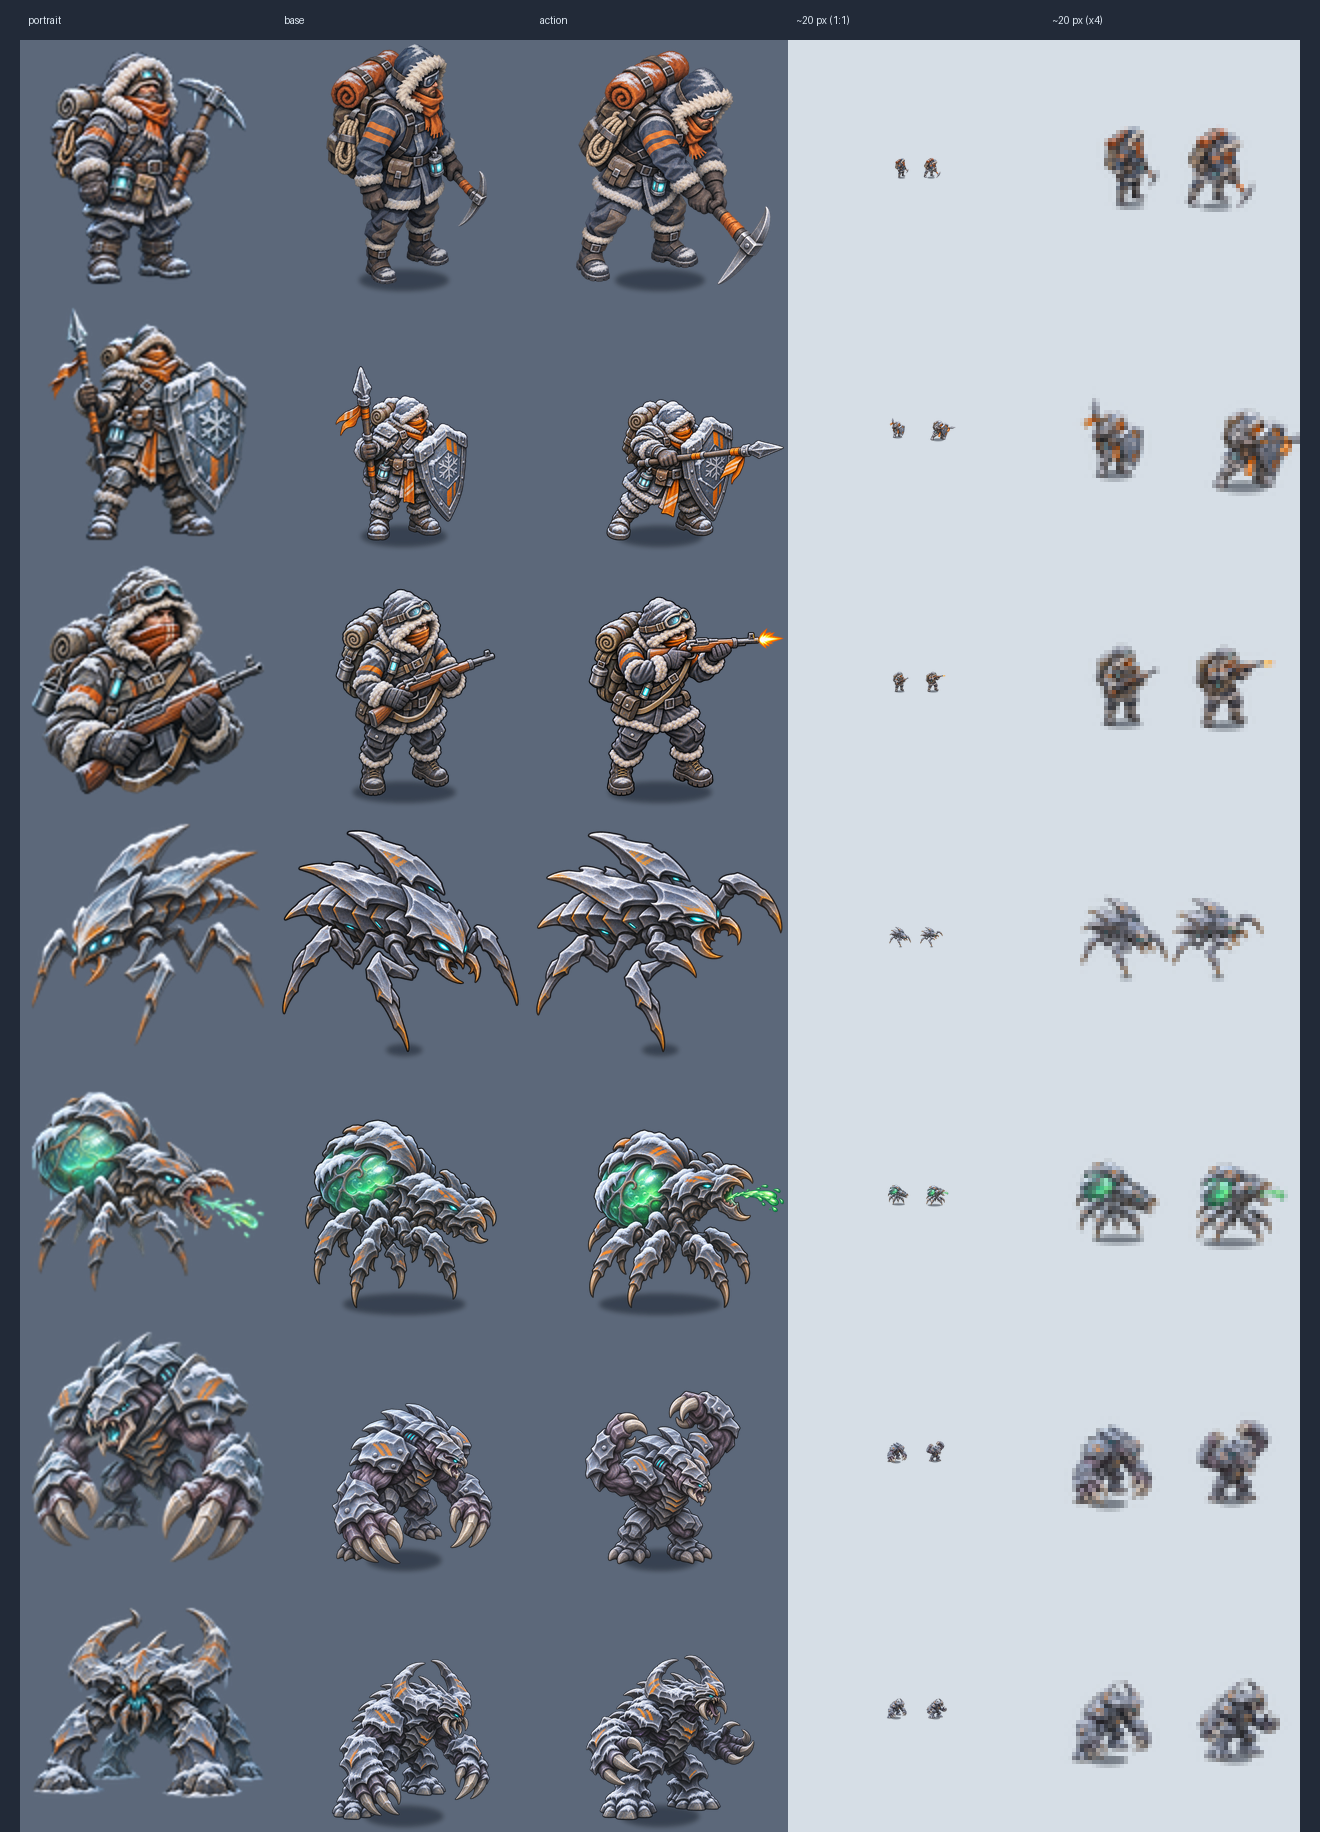 portrait
base
action
~20 px (1:1)
~20 px (x4)